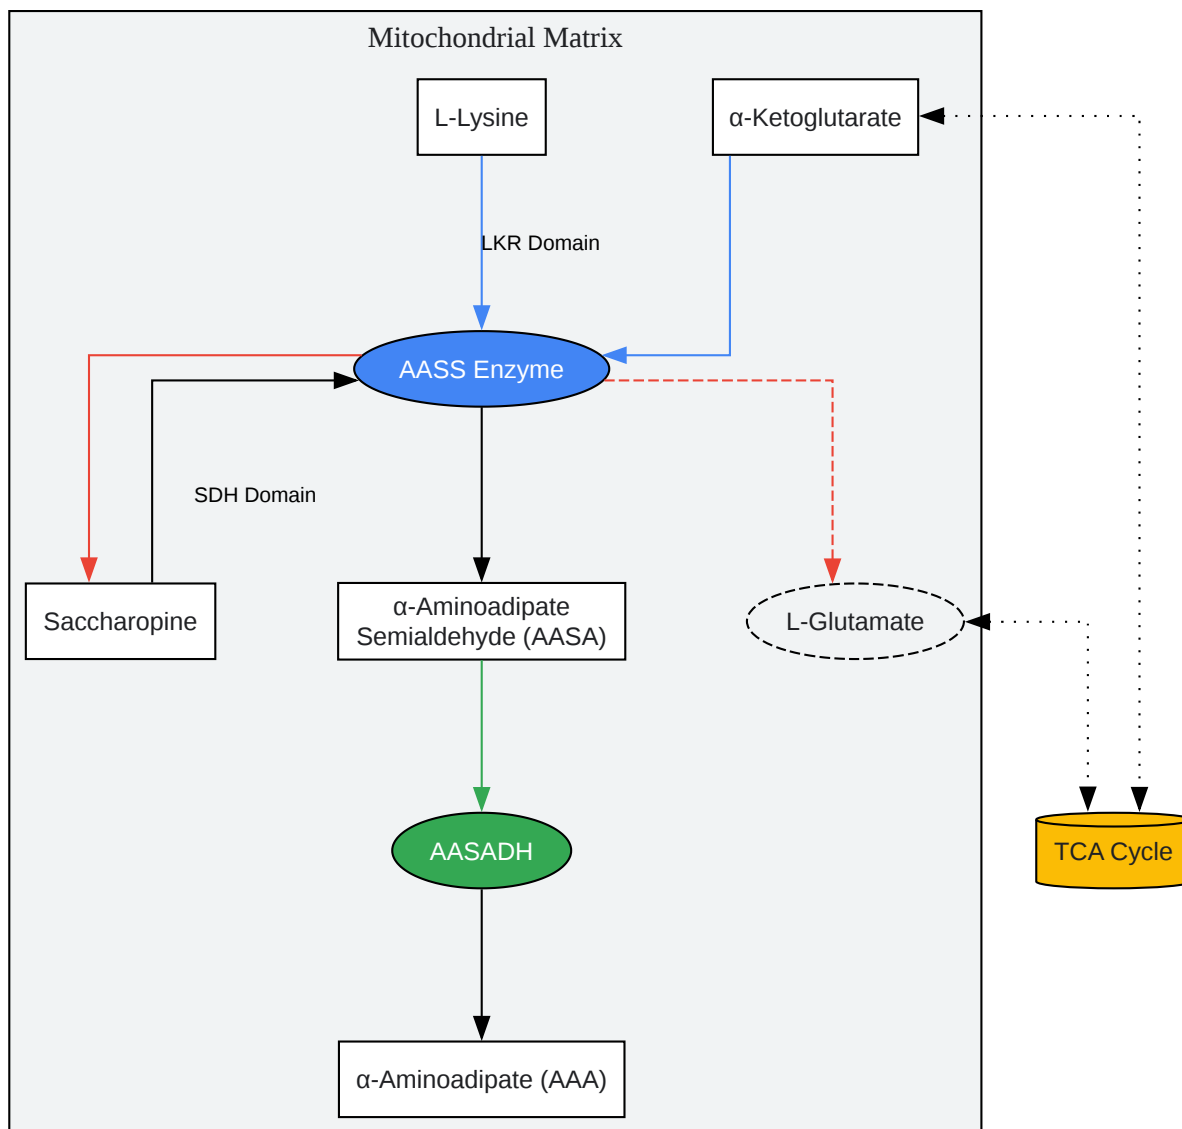 Mitochondrial Matrix
L-Lysine
α-Ketoglutarate
LKR Domain
AASS Enzyme
SDH Domain
Saccharopine
α-Aminoadipate
Semialdehyde (AASA)
L-Glutamate
AASADH
TCA Cycle
α-Aminoadipate (AAA)